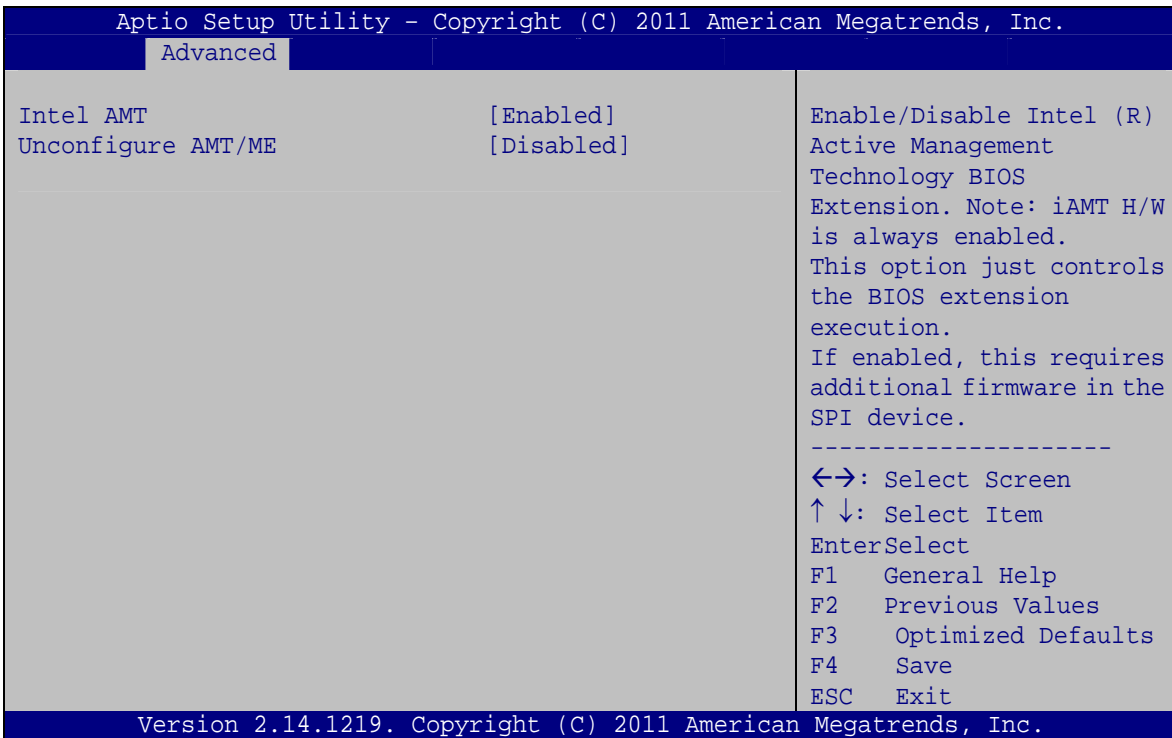 Aptio Setup Utility – Copyright (C) 2011 American Megatrends, Inc.
Advanced
Intel AMT [Enabled]
Unconfigure AMT/ME [Disabled]
Enable/Disable Intel (R)
Active Management
Technology BIOS
Extension. Note: iAMT H/W
is always enabled.
This option just controls
the BIOS extension
execution.
If enabled, this requires
additional firmware in the
SPI device.
---------------------
←→: Select Screen
↑ ↓: Select Item
EnterSelect
F1 General Help
F2 Previous Values
F3 Optimized Defaults
F4 Save
ESC Exit
Version 2.14.1219. Copyright (C) 2011 American Megatrends, Inc.